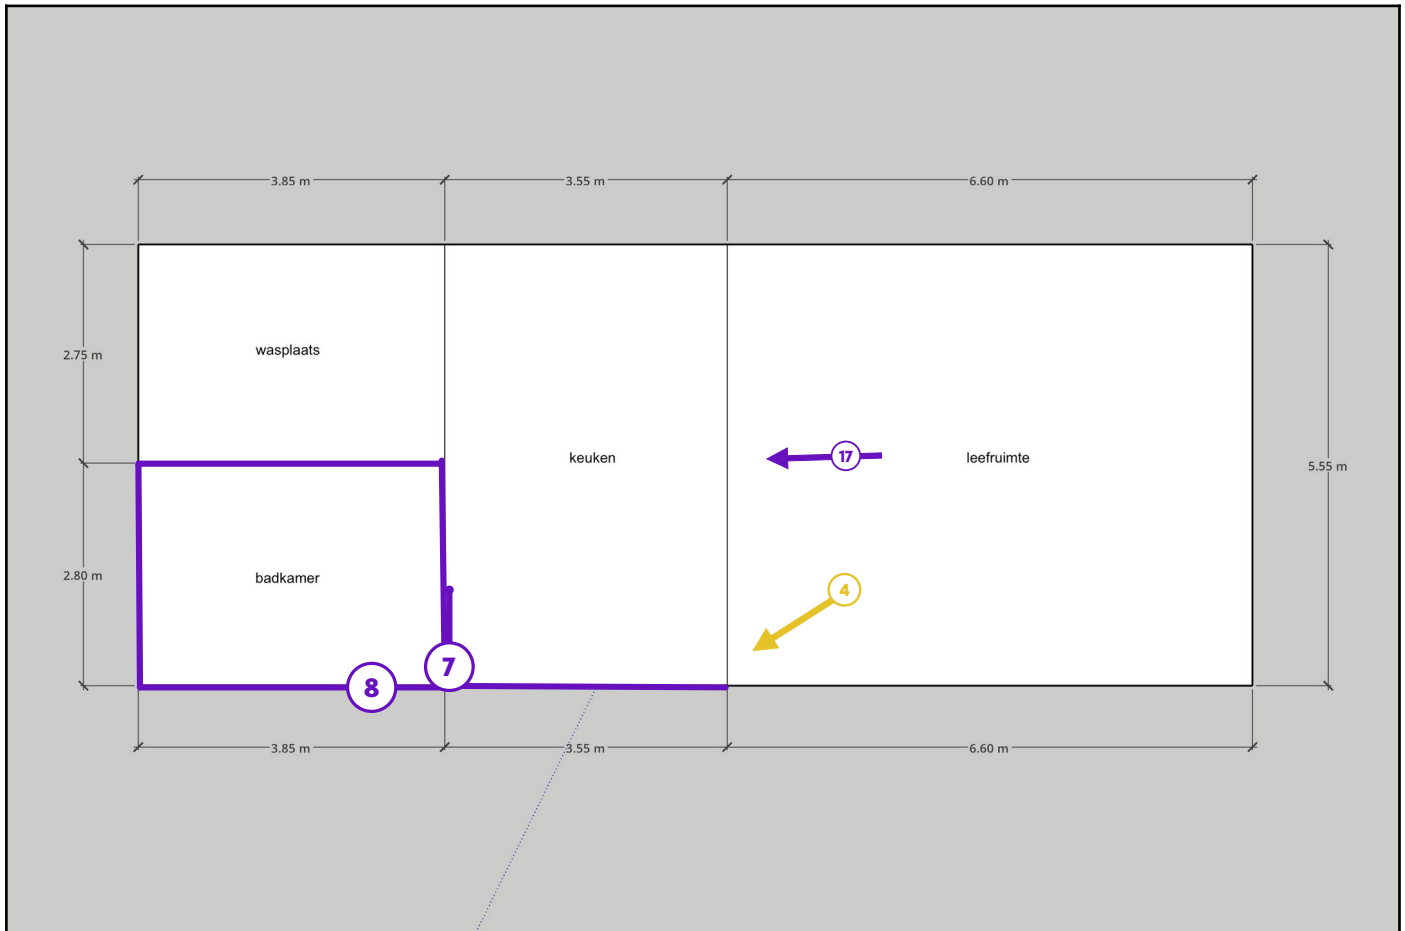 3.85 m
3.55 m
6.60 m
wasplaats
2.75 m
keuken
17
leefruimte
5.55 m
2.80 m
badkamer
4
7
8
3.85 m
3.55 m
6.60 m